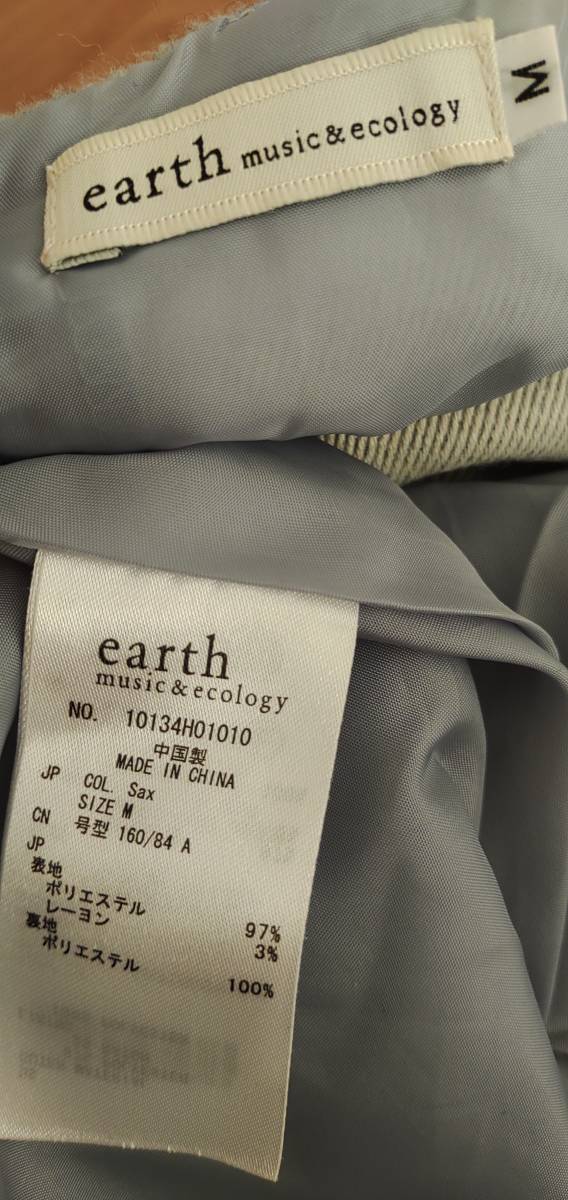 earth music&ecology
M
earth
music&ecology
NO. 10134H01010
中国製
MADE IN CHINA
JP COL. Sax
SIZE M
CN 号型 160/84 A
JP
表地
ポリエステル 97%
レーヨン 3%
裏地
ポリエステル 100%